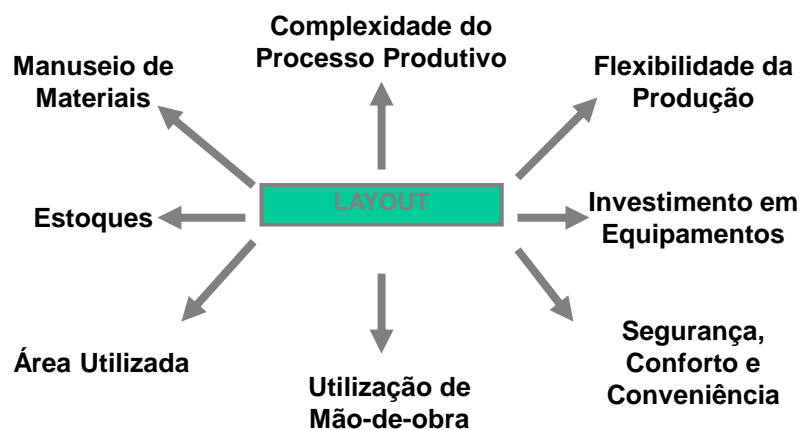 Complexidade do
Processo Produtivo
Manuseio de
Materiais
Flexibilidade da
Produção
LAYOUT
Estoques
Investimento em
Equipamentos
Área Utilizada
Utilização de
Mão-de-obra
Segurança,
Conforto e
Conveniência